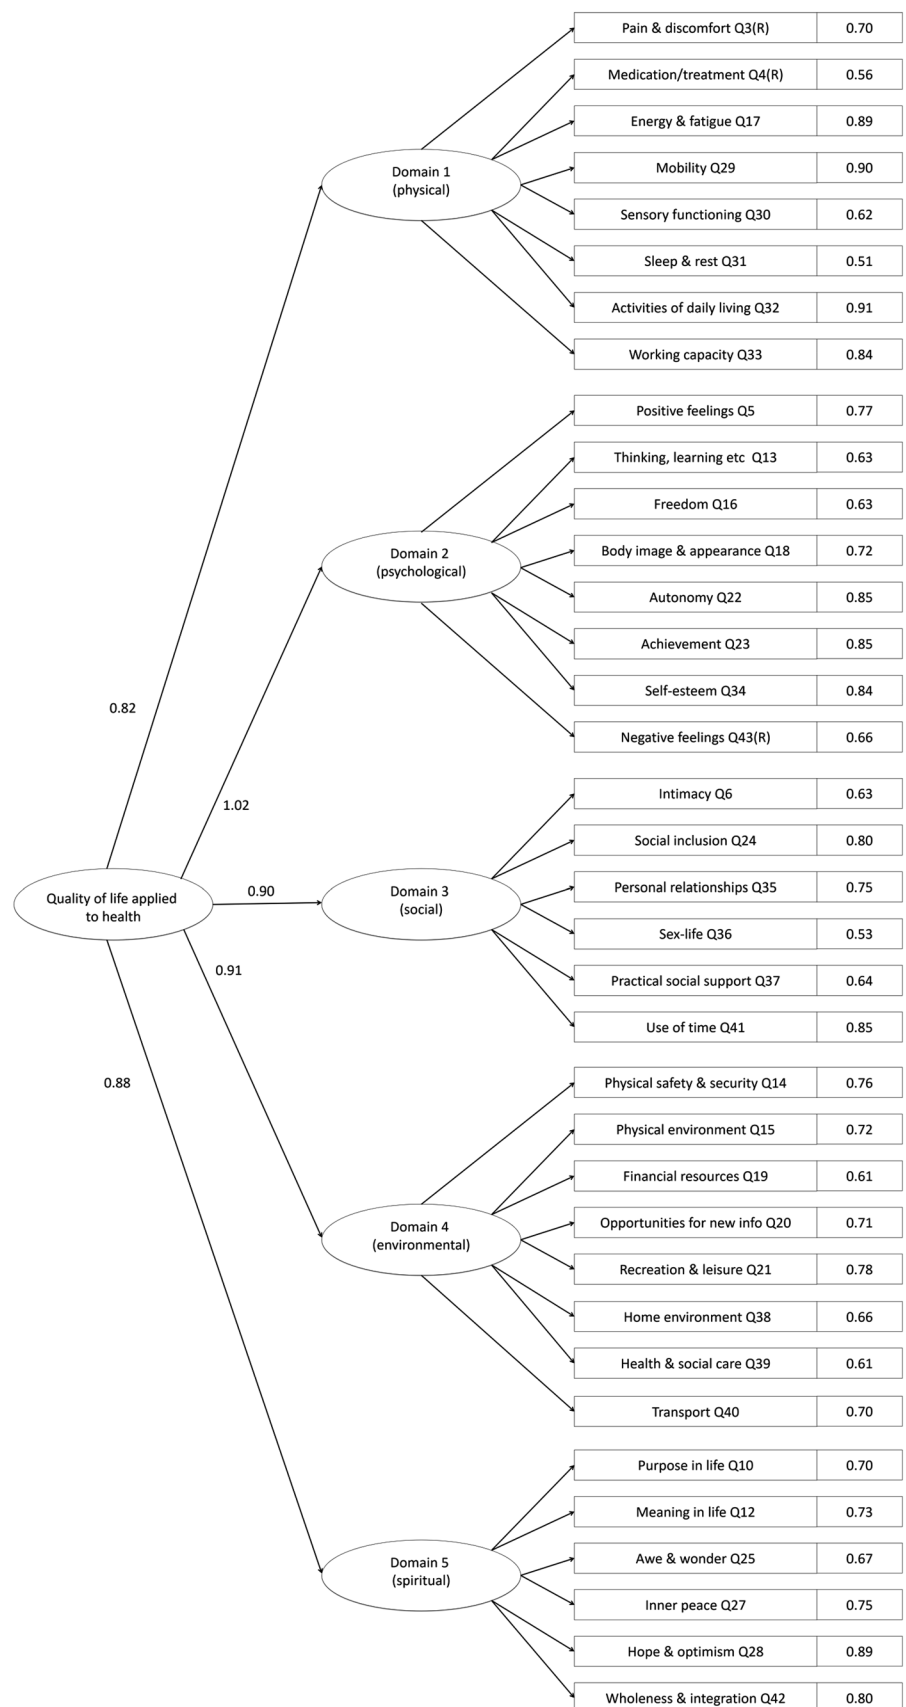 Pain & discomfort Q3(R) 0.70
Medication/treatment Q4(R) 0.56
Energy & fatigue Q17 0.89
Domain 1
(physical)
Mobility Q29 0.90
Sensory functioning Q30 0.62
Sleep & rest Q31 0.51
Activities of daily living Q32 0.91
Working capacity Q33 0.84
Positive feelings Q5 0.77
Thinking, learning etc Q13 0.63
Freedom Q16 0.63
Domain 2
(psychological)
Body image & appearance Q18 0.72
Autonomy Q22 0.85
Achievement Q23 0.85
Self-esteem Q34 0.84
Negative feelings Q43(R) 0.66
0.82
1.02
0.90
0.91
0.88
Quality of life applied
to health
Intimacy Q6 0.63
Social inclusion Q24 0.80
Domain 3
(social)
Personal relationships Q35 0.75
Sex-life Q36 0.53
Practical social support Q37 0.64
Use of time Q41 0.85
Physical safety & security Q14 0.76
Physical environment Q15 0.72
Financial resources Q19 0.61
Domain 4
(environmental)
Opportunities for new info Q20 0.71
Recreation & leisure Q21 0.78
Home environment Q38 0.66
Health & social care Q39 0.61
Transport Q40 0.70
Purpose in life Q10 0.70
Meaning in life Q12 0.73
Domain 5
(spiritual)
Awe & wonder Q25 0.67
Inner peace Q27 0.75
Hope & optimism Q28 0.89
Wholeness & integration Q42 0.80